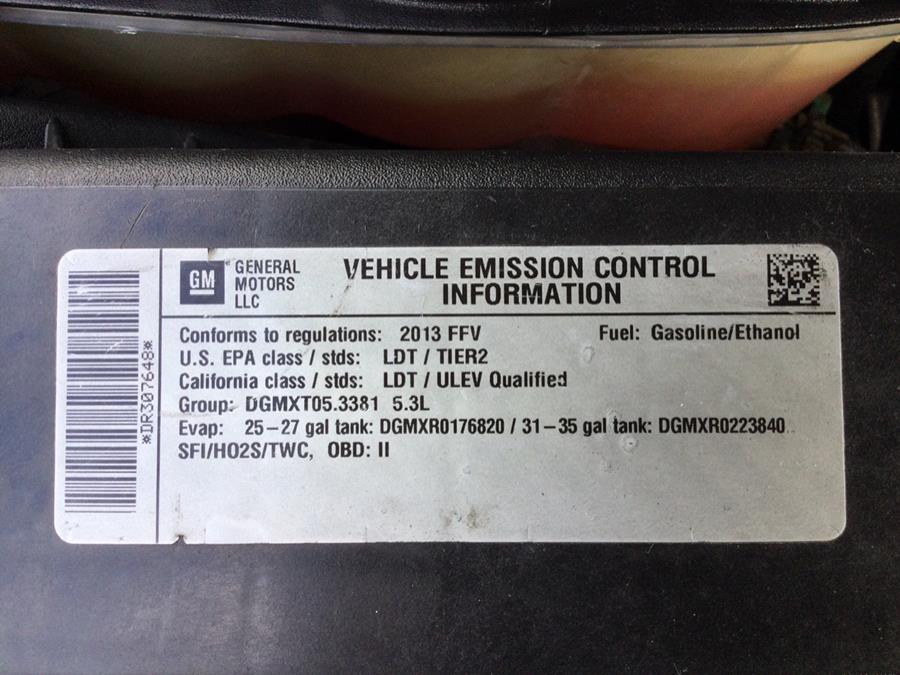 *DR307648*
GM
GENERAL
MOTORS
LLC
VEHICLE EMISSION CONTROL
INFORMATION
Conforms to regulations: 2013 FFV Fuel: Gasoline/Ethanol
U.S. EPA class / stds: LDT / TIER2
California class / stds: LDT / ULEV Qualified
Group: DGMXT05.3381 5.3L
Evap: 25-27 gal tank: DGMXR0176820 / 31-35 gal tank: DGMXR0223840
SFI/HO2S/TWC, OBD: II